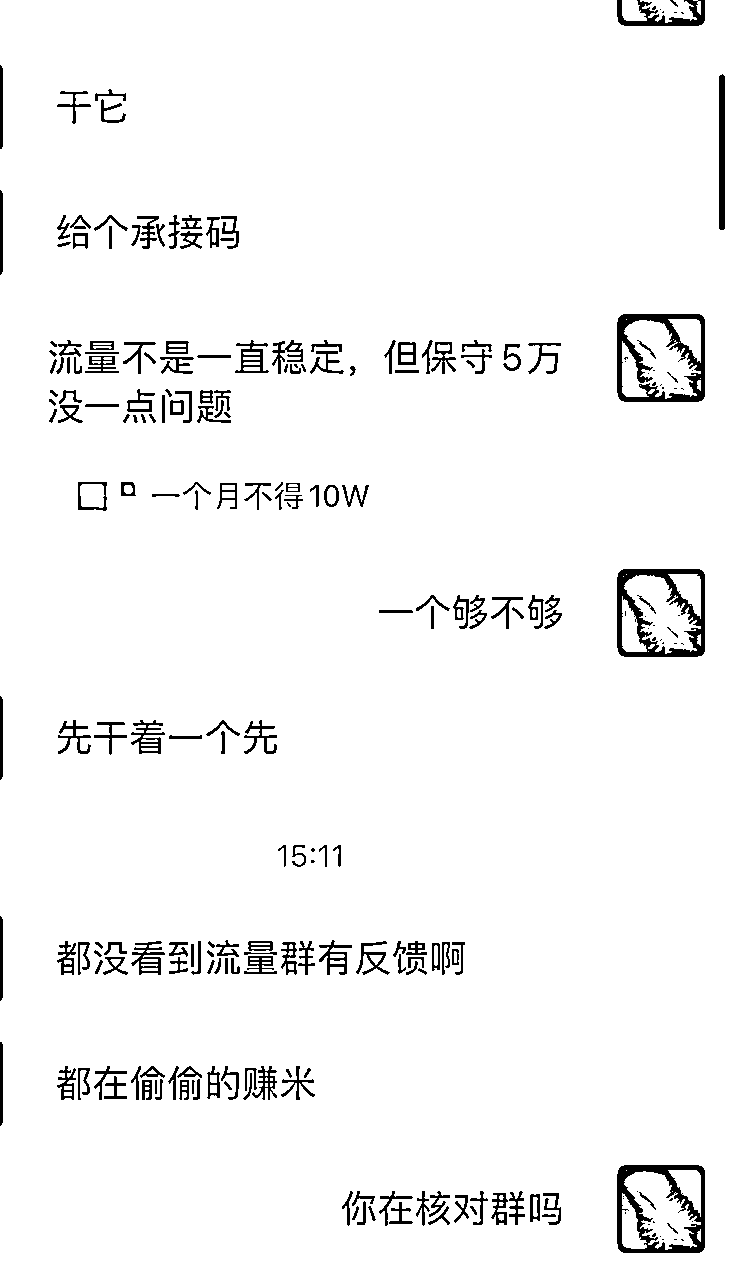 干它
给个承接码
流量不是一直稳定，但保守5万
没一点问题
一个月不得10W
一个够不够
先干着一个先
15:11
都没看到流量群有反馈啊
都在偷偷的赚米
你在核对群吗